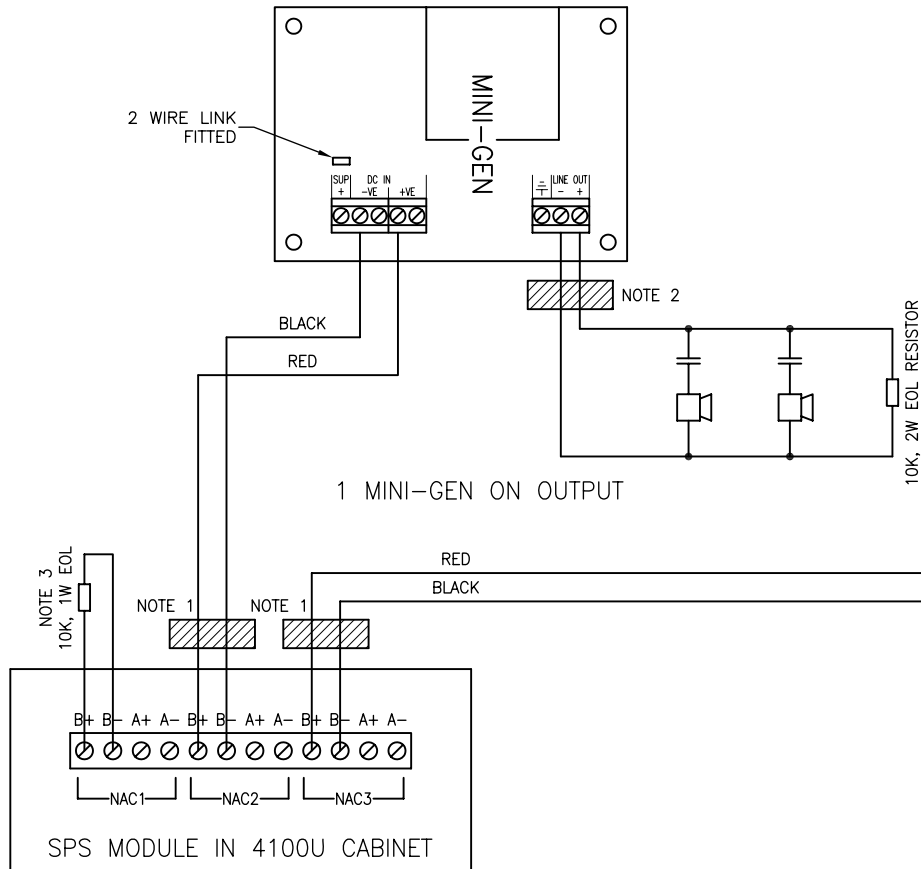 MINI-GEN
2 WIRE LINK
FITTED
SUP DC IN
+ -VE +VE
LINE OUT
- +
NOTE 2
BLACK
RED
10K, 2W EOL RESISTOR
1 MINI-GEN ON OUTPUT
RED
BLACK
NOTE 3
10K, 1W EOL
NOTE 1 NOTE 1
B+ B- A+ A- B+ B- A+ A- B+ B- A+ A-
NAC1 NAC2 NAC3
SPS MODULE IN 4100U CABINET